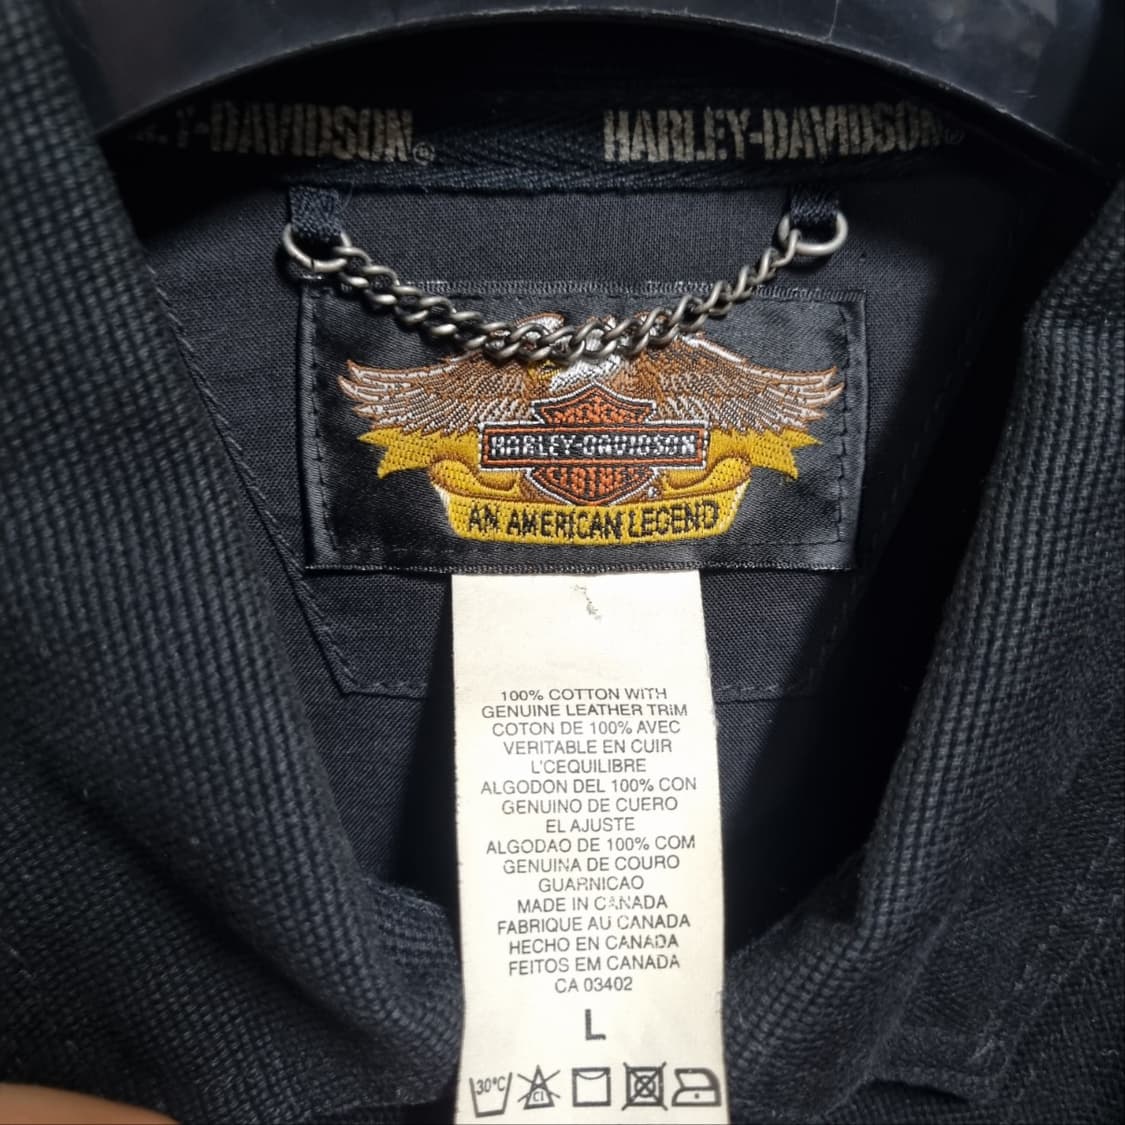 Y-DAVIDSON®
HARLEY-DAVIDSON®
HARLEY-DAVIDSON
AN AMERICAN LEGEND
100% COTTON WITH
GENUINE LEATHER TRIM
COTON DE 100% AVEC
VERITABLE EN CUIR
L'CEQUILIBRE
ALGODON DEL 100% CON
GENUINO DE CUERO
EL AJUSTE
ALGODAO DE 100% COM
GENUINA DE COURO
GUARNICAO
MADE IN CANADA
FABRIQUE AU CANADA
HECHO EN CANADA
FEITOS EM CANADA
CA 03402
L
30°C Cl